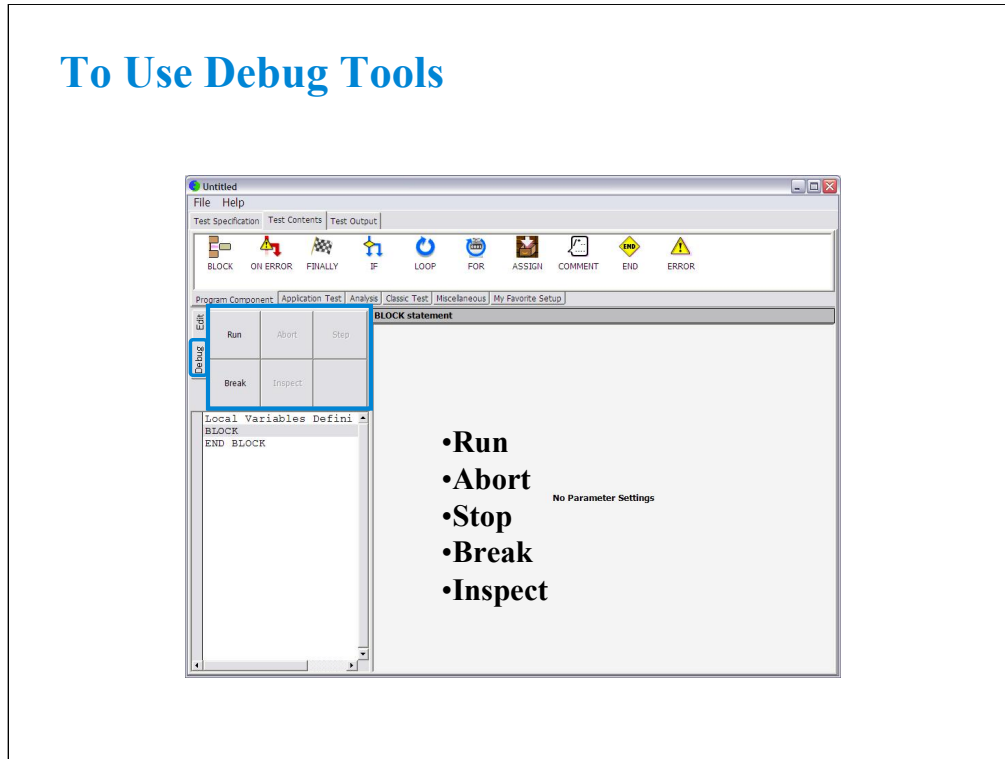 To Use Debug Tools
Untitled
File Help
Test Specification Test Contents Test Output
BLOCK ON ERROR FINALLY IF LOOP FOR ASSIGN COMMENT END ERROR
Program Component Application Test Analysis Classic Test Miscellaneous My Favorite Setup
Edit
Debug
Run Abort Step
Break Inspect
BLOCK statement
Local Variables Defini
BLOCK
END BLOCK
•Run
•Abort
No Parameter Settings
•Stop
•Break
•Inspect